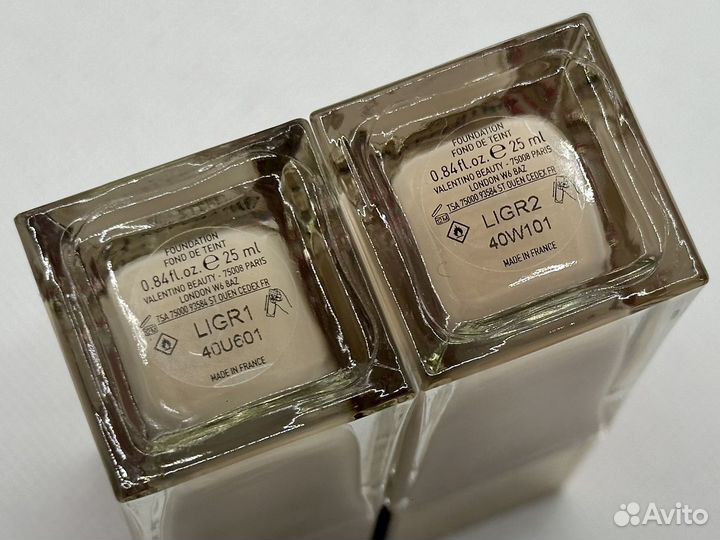 FOUNDATION
FOND DE TEINT
0.84fl.oz. e 25 ml
VALENTINO BEAUTY - 75008 PARIS
LONDON W6 8AZ
TSA 75000 93584 ST OUEN CEDEX.FR
LIGR1
40U601
MADE IN FRANCE
FOUNDATION
FOND DE TEINT
0.84fl.oz. e 25 ml
VALENTINO BEAUTY - 75008 PARIS
LONDON W6 8AZ
TSA 75000 93584 ST OUEN CEDEX.FR
LIGR2
40W101
MADE IN FRANCE
Avito